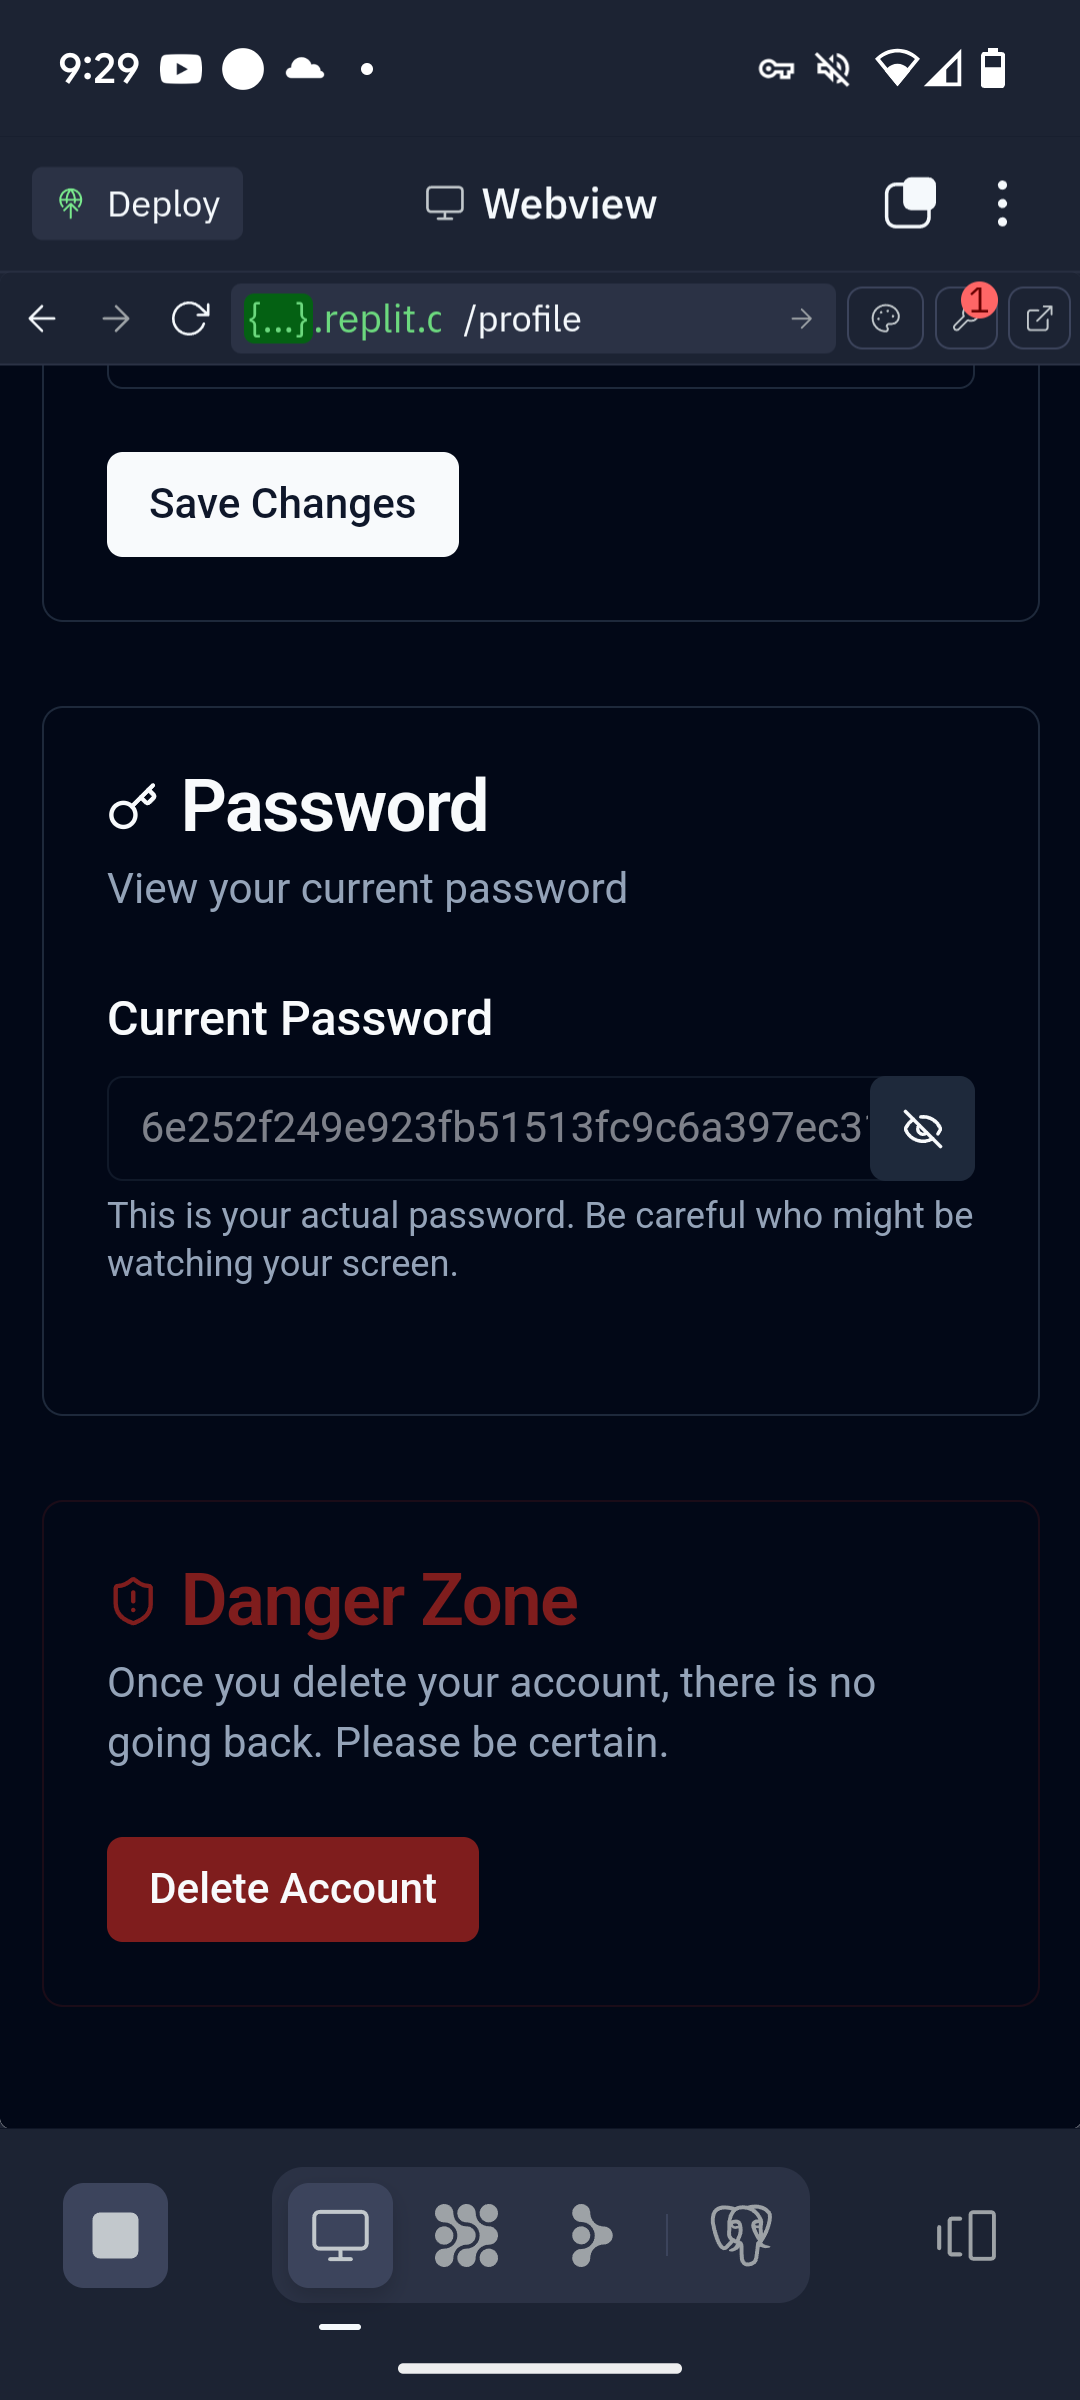 9:29
Deploy
Webview
{...}.replit.c /profile
1
Save Changes
Password
View your current password
Current Password
6e252f249e923fb51513fc9c6a397ec3
This is your actual password. Be careful who might be
watching your screen.
Danger Zone
Once you delete your account, there is no
going back. Please be certain.
Delete Account